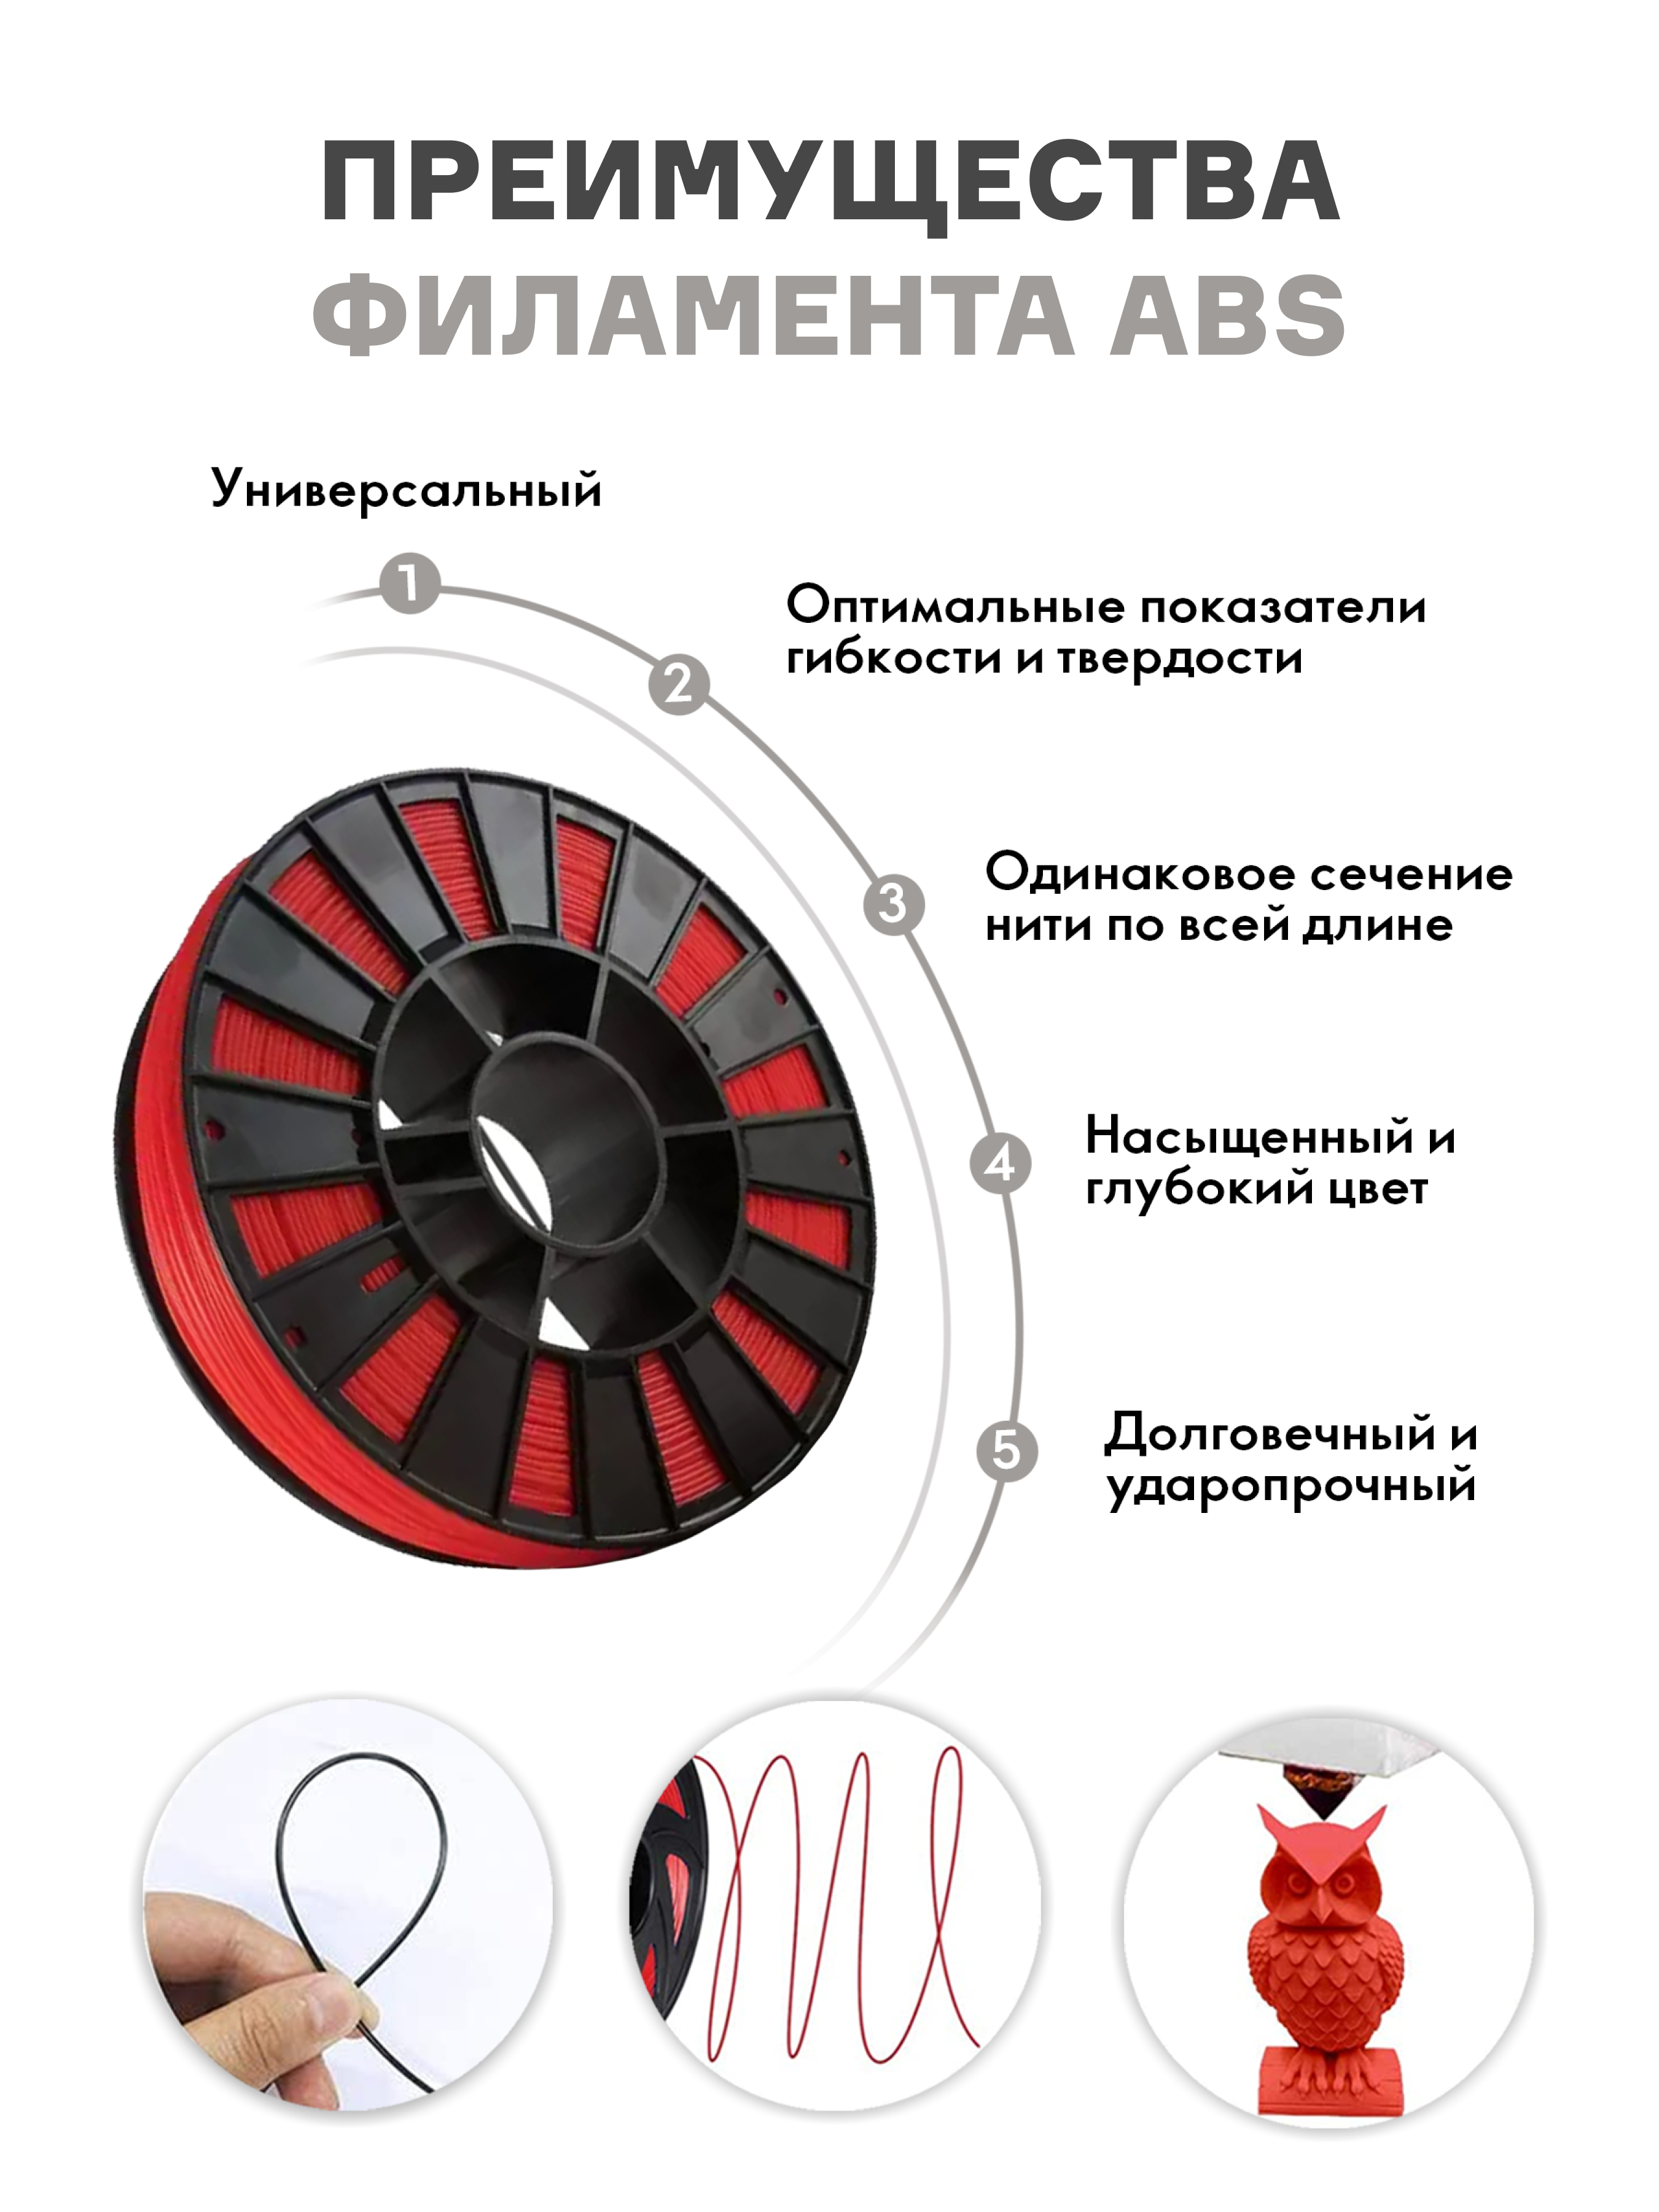 ПРЕИМУЩЕСТВА
ФИЛАМЕНТА ABS
Универсальный
1
2
Оптимальные показатели
гибкости и твердости
3
Одинаковое сечение
нити по всей длине
4
Насыщенный и
глубокий цвет
5
Долговечный и
ударопрочный